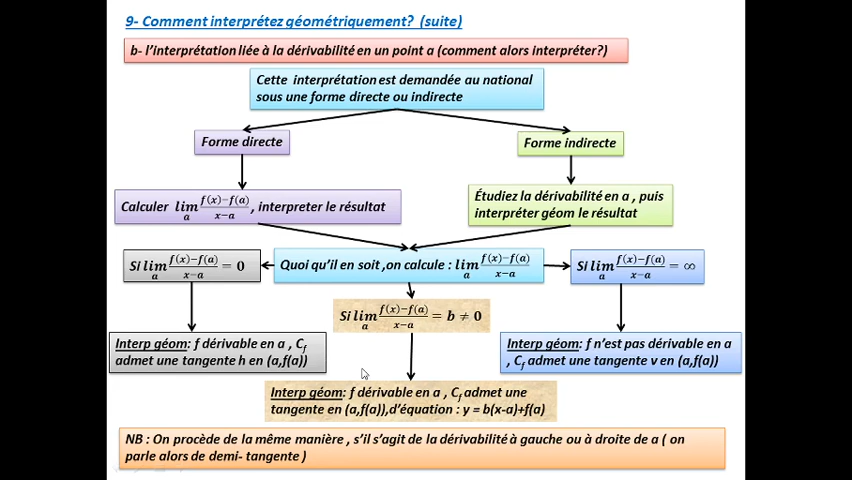 9- Comment interprétez géométriquement? (suite)
b- l'interprétation liée à la dérivabilité en un point a (comment alors interpréter?)
Cette interprétation est demandée au national
sous une forme directe ou indirecte
Forme directe
Forme indirecte
Calculer lim a f(x)−f(a) / x−a , interpreter le résultat
Étudiez la dérivabilité en a , puis
interpréter géom le résultat
Si lim a f(x)−f(a) / x−a = 0
Quoi qu'il en soit ,on calcule : lim a f(x)−f(a) / x−a
Si lim a f(x)−f(a) / x−a = ∞
Si lim a f(x)−f(a) / x−a = b ≠ 0
Interp géom: f dérivable en a , Cf
admet une tangente h en (a,f(a))
Interp géom: f n'est pas dérivable en a
, Cf admet une tangente v en (a,f(a))
Interp géom: f dérivable en a , Cf admet une
tangente en (a,f(a)),d'équation : y = b(x-a)+f(a)
NB : On procède de la même manière , s'il s'agit de la dérivabilité à gauche ou à droite de a ( on
parle alors de demi- tangente )